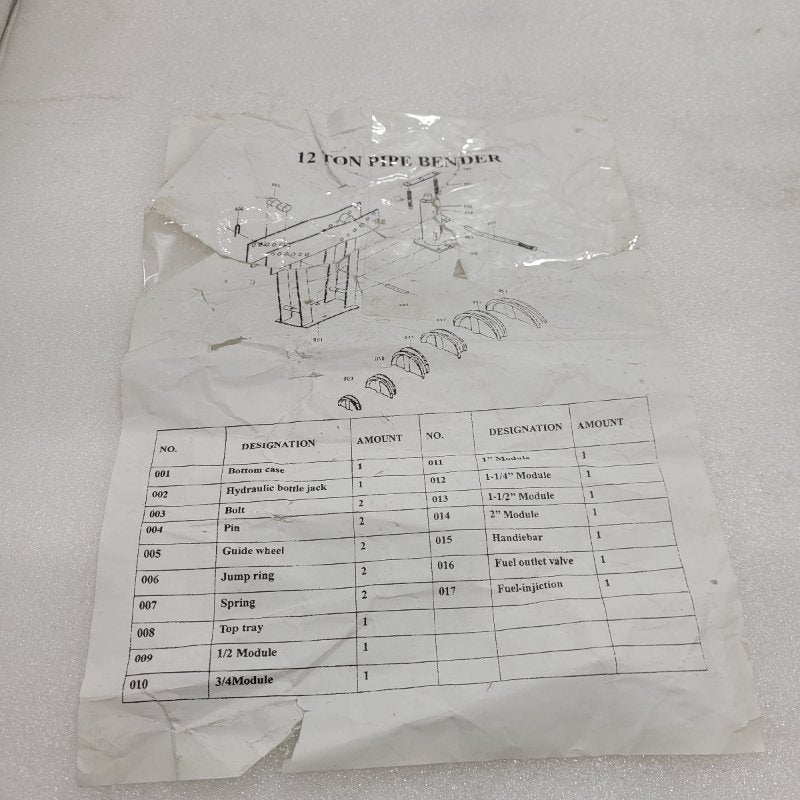 12 TON PIPE BENDER
NO. DESIGNATION AMOUNT NO. DESIGNATION AMOUNT
001 Bottom case 1 011 1" Module 1
002 Hydraulic bottle jack 1 012 1-1/4" Module 1
003 Bolt 2 013 1-1/2" Module 1
004 Pin 2 014 2" Module 1
005 Guide wheel 2 015 Handiebar 1
006 Jump ring 2 016 Fuel outlet valve 1
007 Spring 2 017 Fuel-injiction 1
008 Top tray 1
009 1/2 Module 1
010 3/4Module 1